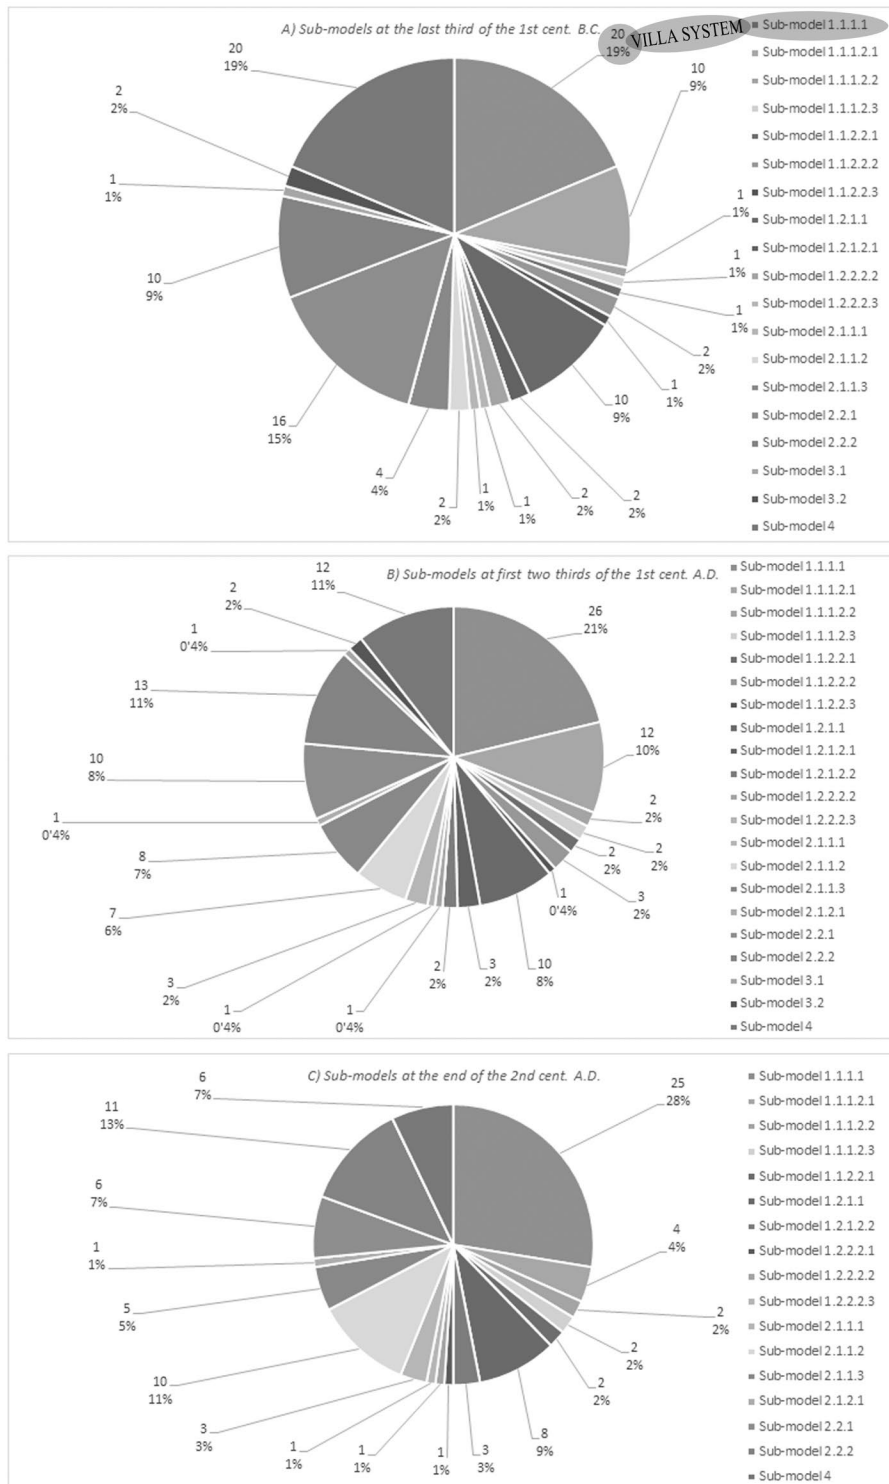 A) Sub-models at the last third of the 1st cent. B.C.
20
19%
VILLA SYSTEM
10
9%
1
1%
1
1%
1
1%
2
2%
1
1%
10
9%
2
2%
2
2%
1
1%
1
1%
2
2%
4
4%
16
15%
10
9%
1
1%
2
2%
20
19%
Sub-model 1.1.1.1
Sub-model 1.1.1.2.1
Sub-model 1.1.1.2.2
Sub-model 1.1.1.2.3
Sub-model 1.1.2.2.1
Sub-model 1.1.2.2.2
Sub-model 1.1.2.2.3
Sub-model 1.2.1.1
Sub-model 1.2.1.2.1
Sub-model 1.2.2.2.2
Sub-model 1.2.2.2.3
Sub-model 2.1.1.1
Sub-model 2.1.1.2
Sub-model 2.1.1.3
Sub-model 2.2.1
Sub-model 2.2.2
Sub-model 3.1
Sub-model 3.2
Sub-model 4
B) Sub-models at first two thirds of the 1st cent. A.D.
26
21%
12
10%
2
2%
2
2%
2
2%
3
2%
1
0'4%
10
8%
3
2%
2
2%
1
0'4%
1
0'4%
3
2%
7
6%
8
7%
1
0'4%
10
8%
13
11%
1
0'4%
2
2%
12
11%
Sub-model 1.1.1.1
Sub-model 1.1.1.2.1
Sub-model 1.1.1.2.2
Sub-model 1.1.1.2.3
Sub-model 1.1.2.2.1
Sub-model 1.1.2.2.2
Sub-model 1.1.2.2.3
Sub-model 1.2.1.1
Sub-model 1.2.1.2.1
Sub-model 1.2.1.2.2
Sub-model 1.2.2.2.2
Sub-model 1.2.2.2.3
Sub-model 2.1.1.1
Sub-model 2.1.1.2
Sub-model 2.1.1.3
Sub-model 2.1.2.1
Sub-model 2.2.1
Sub-model 2.2.2
Sub-model 3.1
Sub-model 3.2
Sub-model 4
C) Sub-models at the end of the 2nd cent. A.D.
25
28%
4
4%
2
2%
2
2%
2
2%
8
9%
3
3%
1
1%
1
1%
1
1%
3
3%
10
11%
5
5%
1
1%
6
7%
11
13%
6
7%
Sub-model 1.1.1.1
Sub-model 1.1.1.2.1
Sub-model 1.1.1.2.2
Sub-model 1.1.1.2.3
Sub-model 1.1.2.2.1
Sub-model 1.2.1.1
Sub-model 1.2.1.2.2
Sub-model 1.2.2.2.1
Sub-model 1.2.2.2.2
Sub-model 1.2.2.2.3
Sub-model 2.1.1.1
Sub-model 2.1.1.2
Sub-model 2.1.1.3
Sub-model 2.1.2.1
Sub-model 2.2.1
Sub-model 2.2.2
Sub-model 4